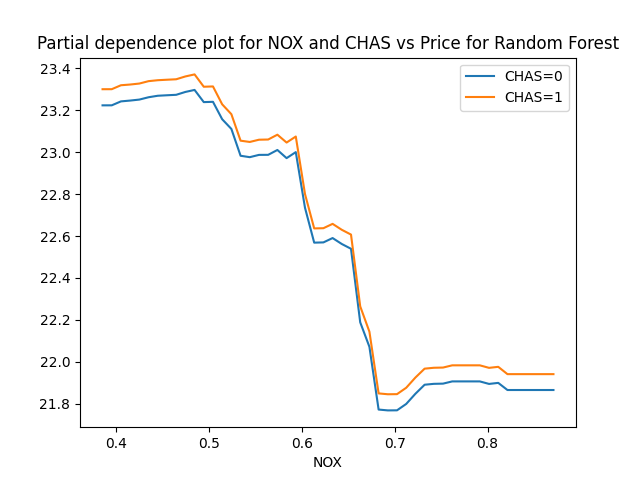 Partial dependence plot for NOX and CHAS vs Price for Random Forest
23.4
23.2
23.0
22.8
22.6
22.4
22.2
22.0
21.8
CHAS=0
CHAS=1
0.4 0.5 0.6 0.7 0.8
NOX